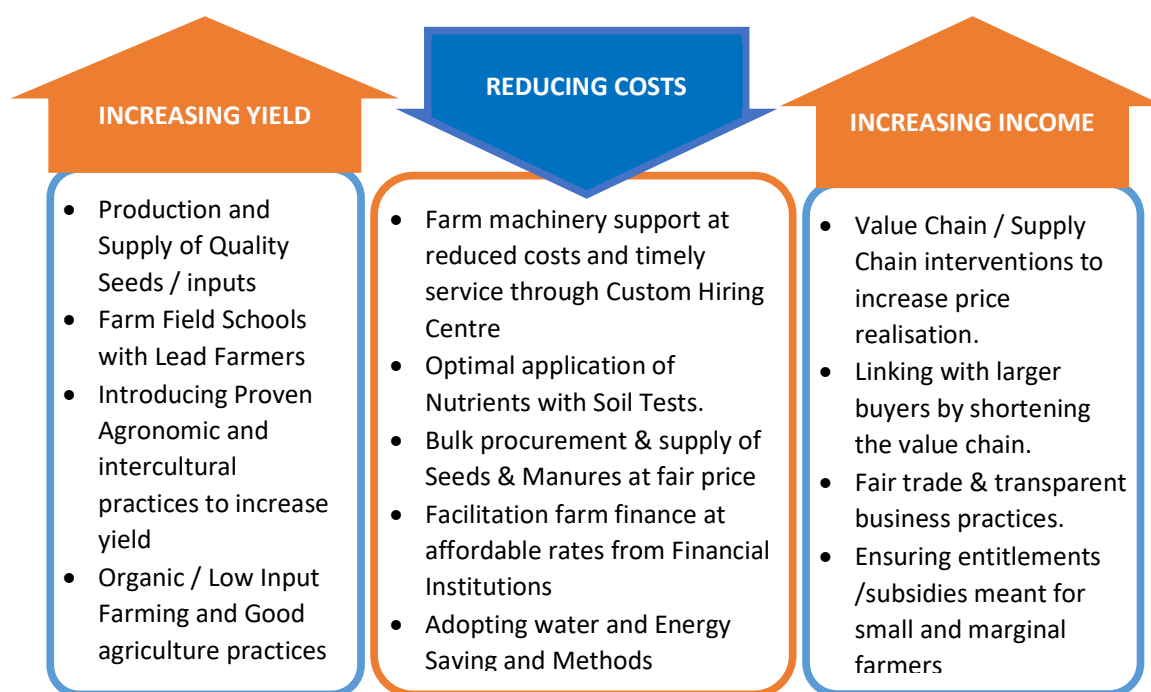 INCREASING YIELD
• Production and
Supply of Quality
Seeds / inputs
• Farm Field Schools
with Lead Farmers
• Introducing Proven
Agronomic and
intercultural
practices to increase
yield
• Organic / Low Input
Farming and Good
agriculture practices
REDUCING COSTS
• Farm machinery support at
reduced costs and timely
service through Custom Hiring
Centre
• Optimal application of
Nutrients with Soil Tests.
• Bulk procurement & supply of
Seeds & Manures at fair price
• Facilitation farm finance at
affordable rates from Financial
Institutions
• Adopting water and Energy
Saving and Methods
INCREASING INCOME
• Value Chain / Supply
Chain interventions to
increase price
realisation.
• Linking with larger
buyers by shortening
the value chain.
• Fair trade & transparent
business practices.
• Ensuring entitlements
/subsidies meant for
small and marginal
farmers